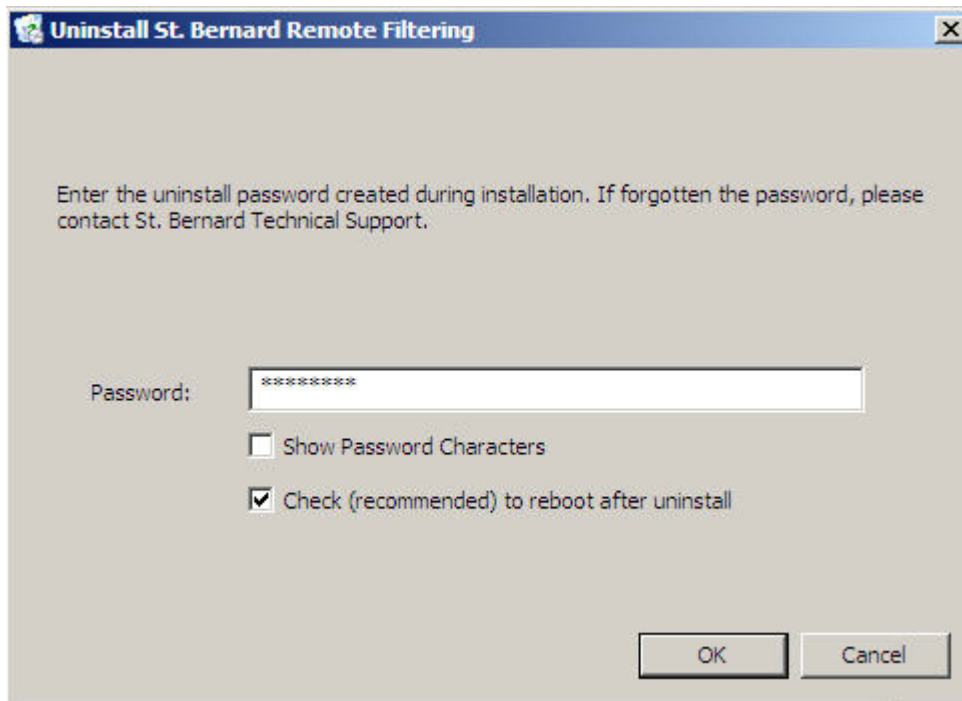 Uninstall St. Bernard Remote Filtering
Enter the uninstall password created during installation. If forgotten the password, please
contact St. Bernard Technical Support.
Password:
********
Show Password Characters
Check (recommended) to reboot after uninstall
OK
Cancel